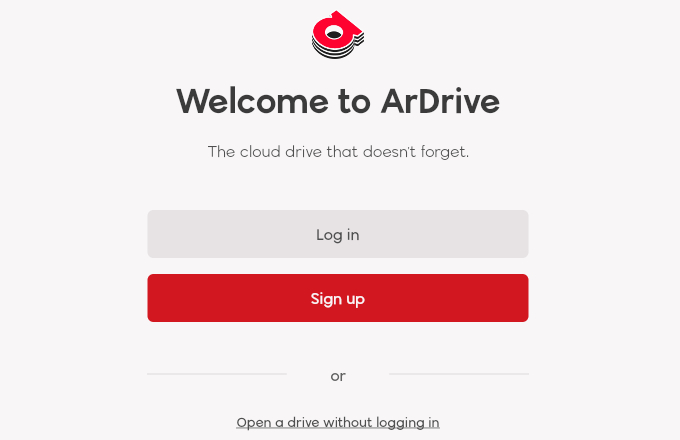 Welcome to ArDrive
The cloud drive that doesn't forget.
Log in
Sign up
or
Open a drive without logging in